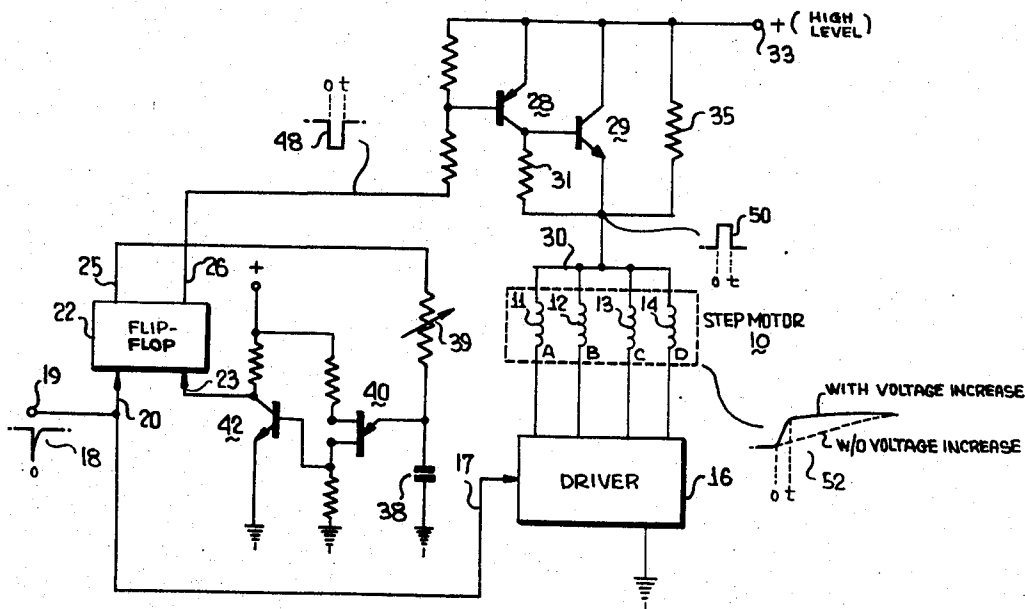 + ( HIGH LEVEL )
33
0 t
48
28
29
35
31
50
0 t
30
25
26
+
22
FLIP-
FLOP
39
11
12
13
14
A
B
C
D
STEP MOTOR
10
19
23
20
40
42
18
0
38
17
DRIVER
16
WITH VOLTAGE INCREASE
W/O VOLTAGE INCREASE
52
0 t